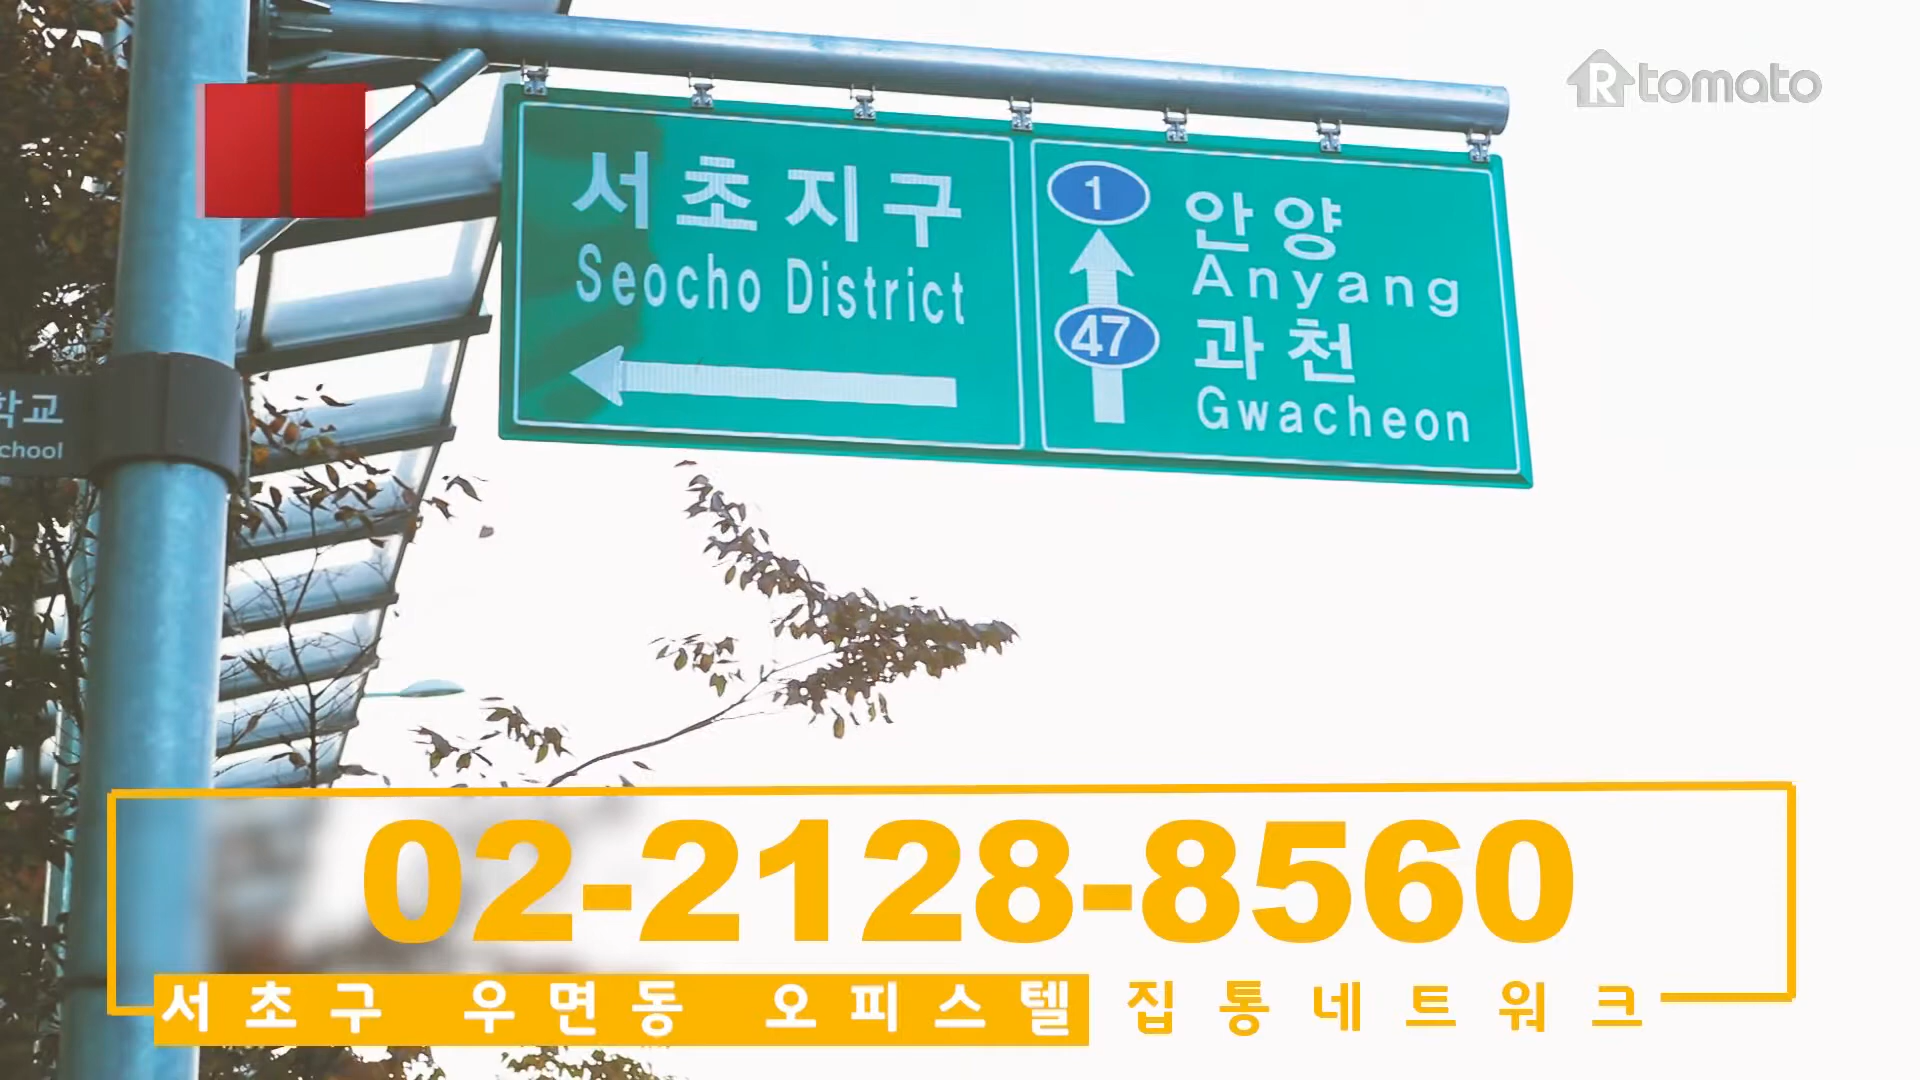 Rtomato
서초지구
Seocho District
1
안양
Anyang
47
과천
Gwacheon
학교
chool
02-2128-8560
서초구 우면동 오피스텔 집통네트워크